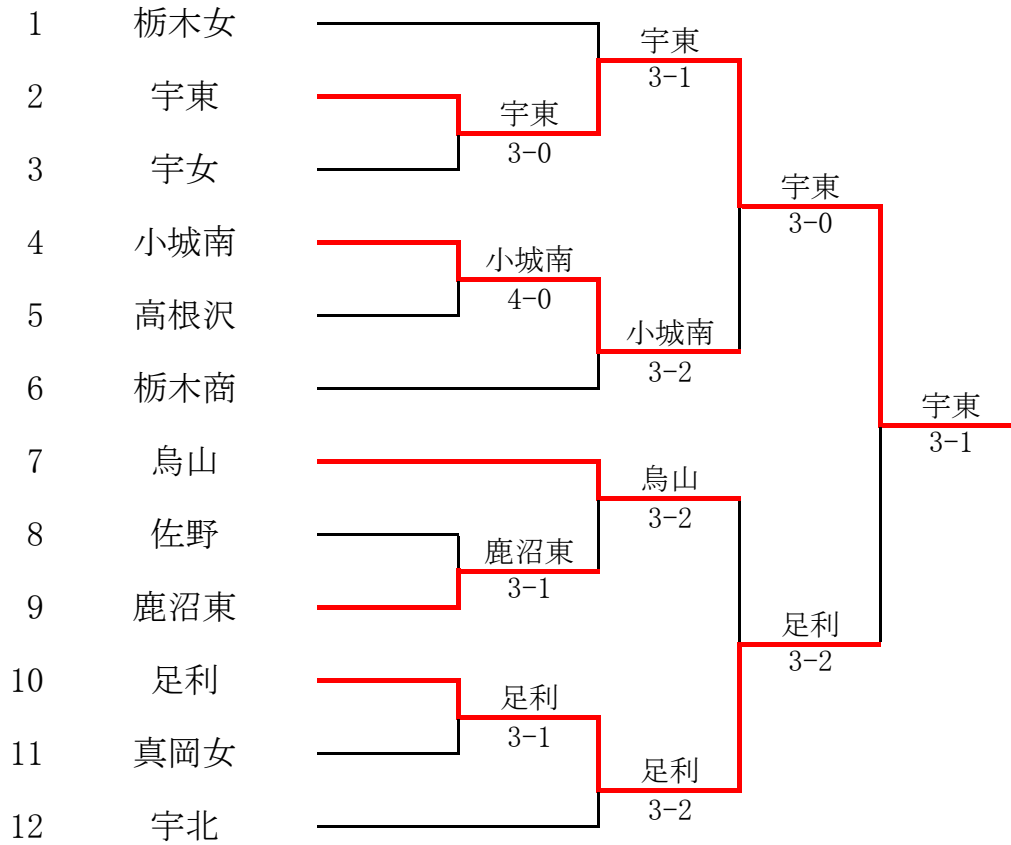 1 栃木女
宇東
3-1
2 宇東
宇東
3-0
3 宇女
宇東
3-0
4 小城南
小城南
4-0
5 高根沢
小城南
3-2
6 栃木商
宇東
3-1
7 烏山
烏山
3-2
8 佐野
鹿沼東
3-1
9 鹿沼東
足利
3-2
10 足利
足利
3-1
11 真岡女
足利
3-2
12 宇北